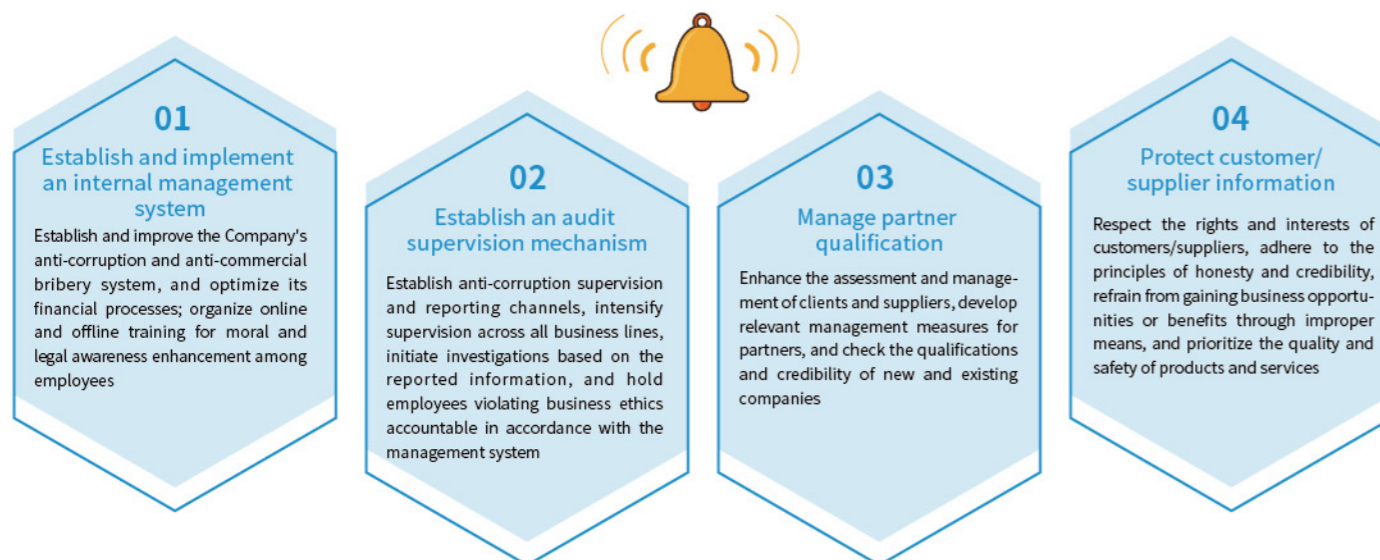 01
Establish and implement
an internal management
system
Establish and improve the Company's
anti-corruption and anti-commercial
bribery system, and optimize its
financial processes; organize online
and offline training for moral and
legal awareness enhancement among
employees
02
Establish an audit
supervision mechanism
Establish anti-corruption supervision
and reporting channels, intensify
supervision across all business lines,
initiate investigations based on the
reported information, and hold
employees violating business ethics
accountable in accordance with the
management system
03
Manage partner
qualification
Enhance the assessment and manage-
ment of clients and suppliers, develop
relevant management measures for
partners, and check the qualifications
and credibility of new and existing
companies
04
Protect customer/
supplier information
Respect the rights and interests of
customers/suppliers, adhere to the
principles of honesty and credibility,
refrain from gaining business opportu-
nities or benefits through improper
means, and prioritize the quality and
safety of products and services